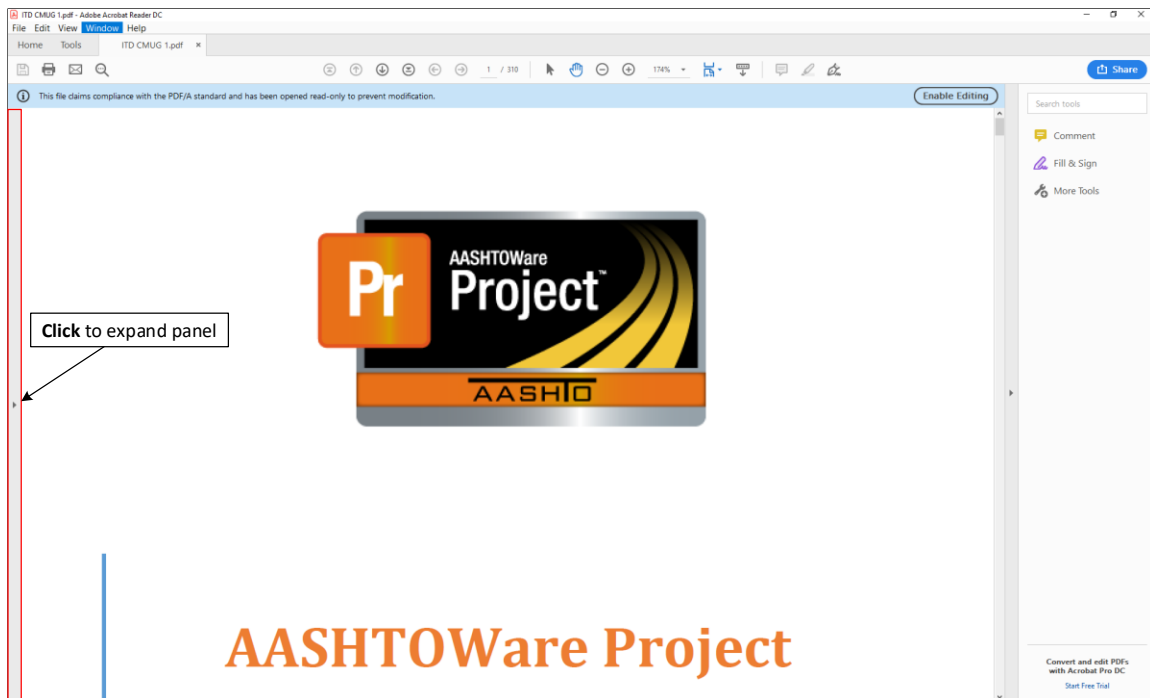 ITD CMUG 1.pdf - Adobe Acrobat Reader DC
File Edit View Window Help
Home Tools ITD CMUG 1.pdf ×
1 / 310 174%
Share
This file claims compliance with the PDF/A standard and has been opened read-only to prevent modification.
Enable Editing
Search tools
Comment
Fill & Sign
More Tools
Pr
AASHTOWare
Project™
AASHTO
Click to expand panel
AASHTOWare Project
Convert and edit PDFs
with Acrobat Pro DC
Start Free Trial